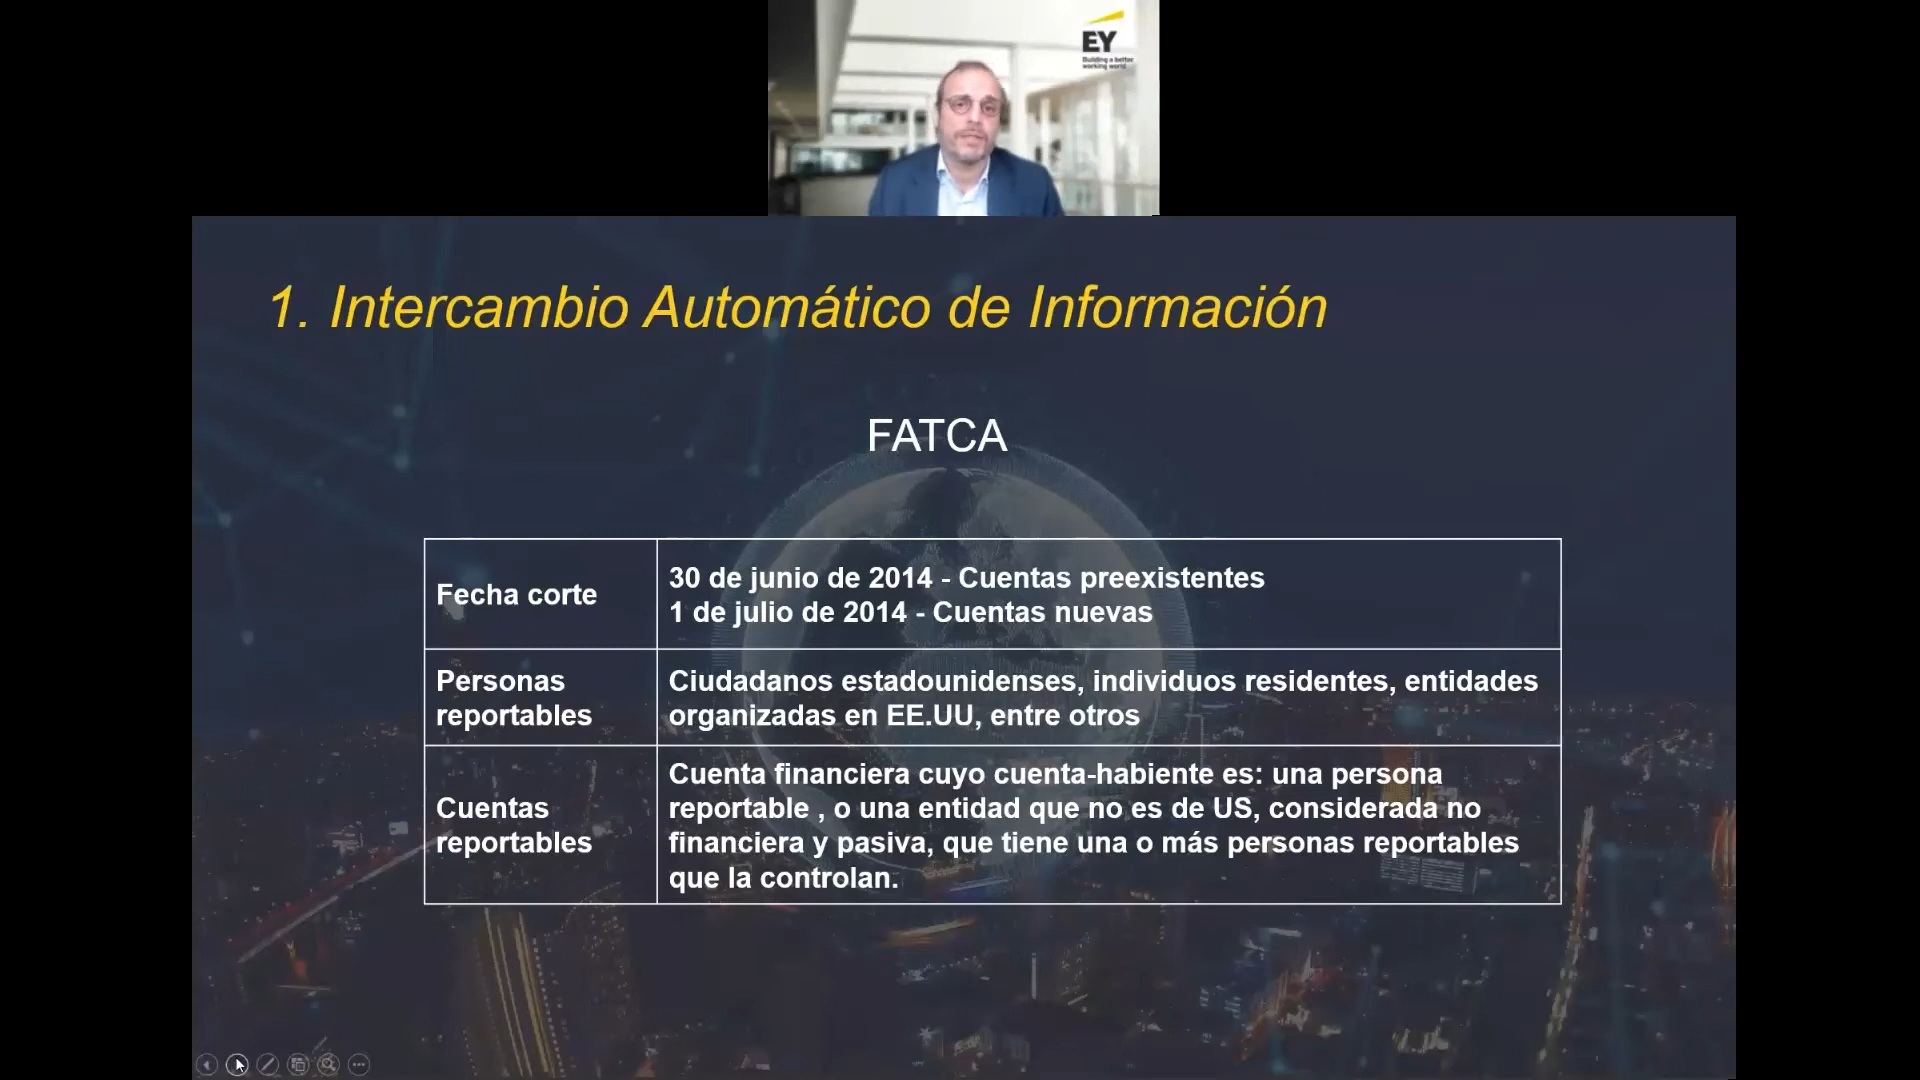 EY
Building a better
working world
1. Intercambio Automático de Información
FATCA
Fecha corte
30 de junio de 2014 - Cuentas preexistentes
1 de julio de 2014 - Cuentas nuevas
Personas
reportables
Ciudadanos estadounidenses, individuos residentes, entidades
organizadas en EE.UU, entre otros
Cuentas
reportables
Cuenta financiera cuyo cuenta-habiente es: una persona
reportable , o una entidad que no es de US, considerada no
financiera y pasiva, que tiene una o más personas reportables
que la controlan.